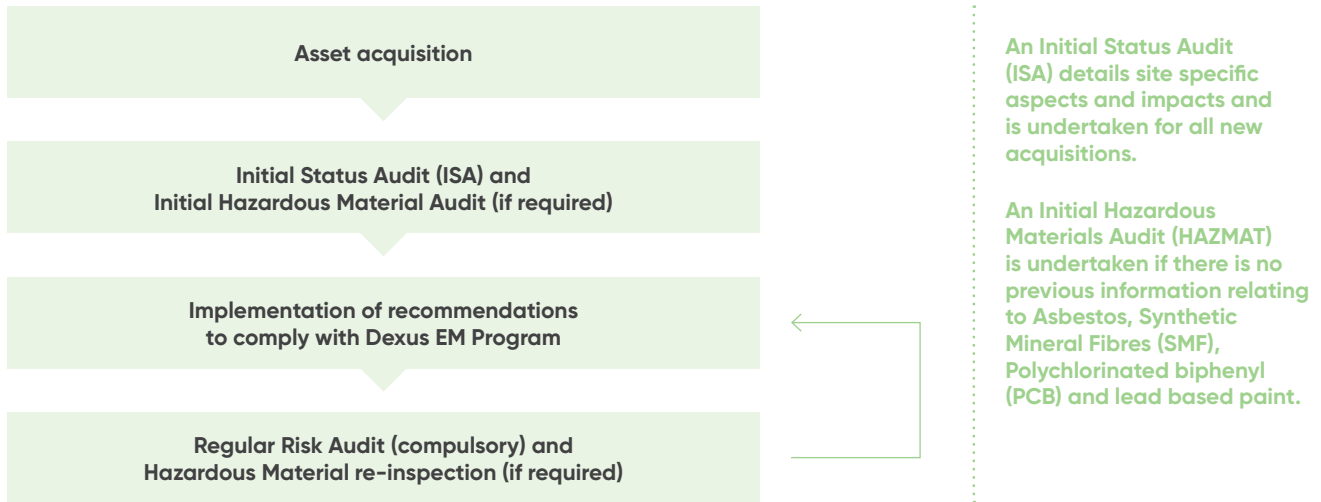 Asset acquisition
Initial Status Audit (ISA) and
Initial Hazardous Material Audit (if required)
Implementation of recommendations
to comply with Dexus EM Program
Regular Risk Audit (compulsory) and
Hazardous Material re-inspection (if required)
An Initial Status Audit
(ISA) details site specific
aspects and impacts and
is undertaken for all new
acquisitions.
An Initial Hazardous
Materials Audit (HAZMAT)
is undertaken if there is no
previous information relating
to Asbestos, Synthetic
Mineral Fibres (SMF),
Polychlorinated biphenyl
(PCB) and lead based paint.